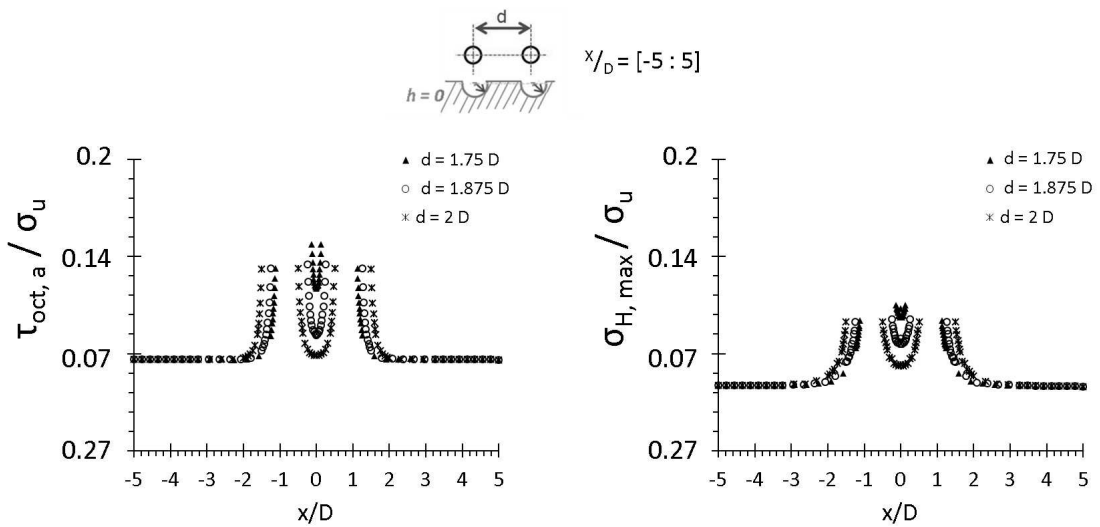 d
x/D = [-5 : 5]
h = 0
τoct, a / σu
0.2
0.14
0.07
0.27
▲ d = 1.75 D
○ d = 1.875 D
✳ d = 2 D
-5 -4 -3 -2 -1 0 1 2 3 4 5
x/D
σH, max / σu
0.2
0.14
0.07
0.27
▲ d = 1.75 D
○ d = 1.875 D
✳ d = 2 D
-5 -4 -3 -2 -1 0 1 2 3 4 5
x/D